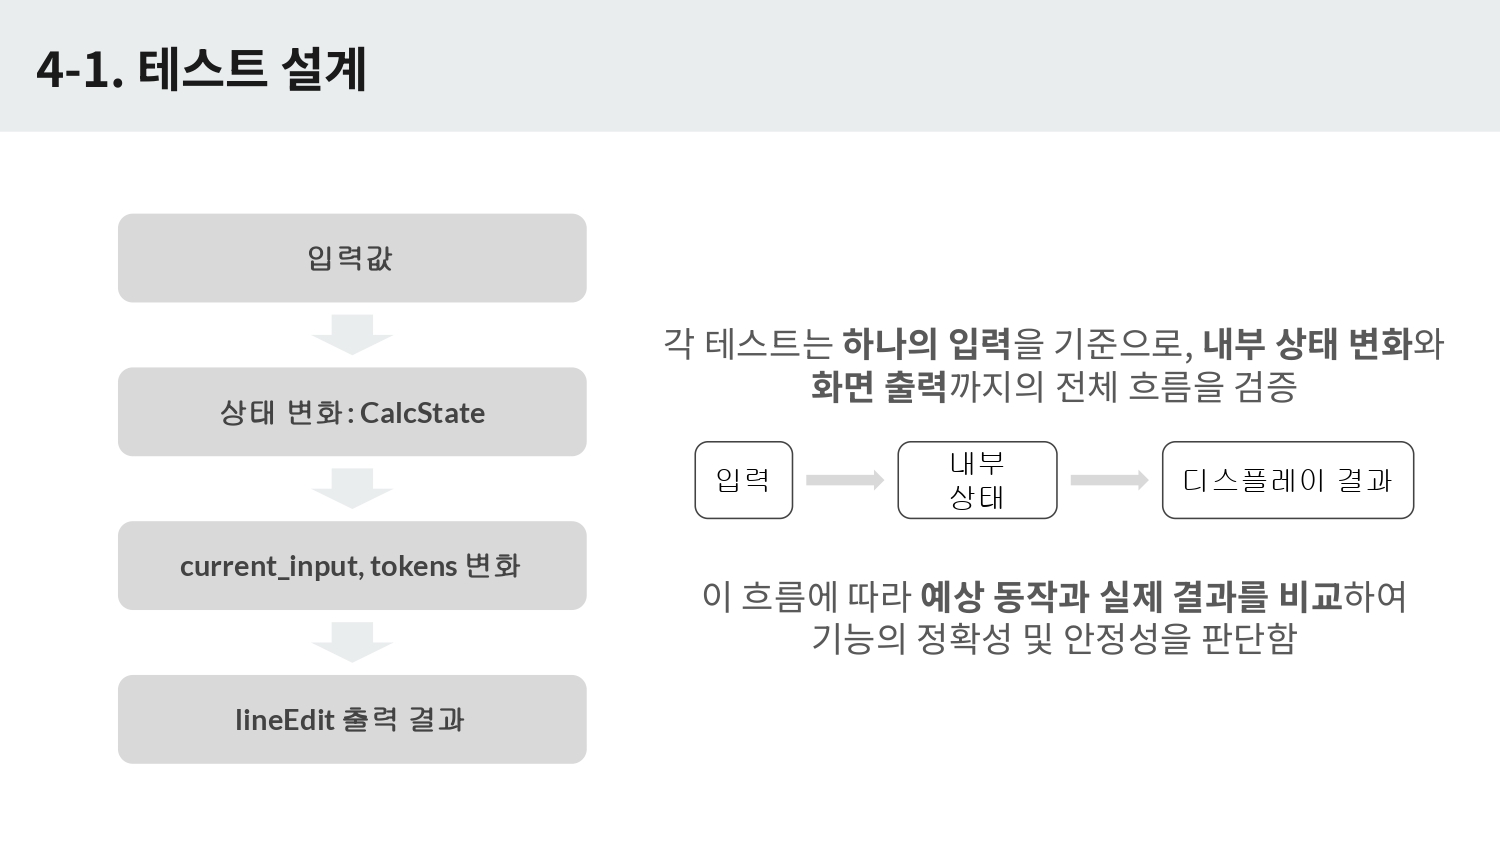 4-1. 테스트 설계
입력값
상태 변화: CalcState
current_input, tokens 변화
lineEdit 출력 결과
각 테스트는 하나의 입력을 기준으로, 내부 상태 변화와
화면 출력까지의 전체 흐름을 검증
입력
내부
상태
디스플레이 결과
이 흐름에 따라 예상 동작과 실제 결과를 비교하여
기능의 정확성 및 안정성을 판단함